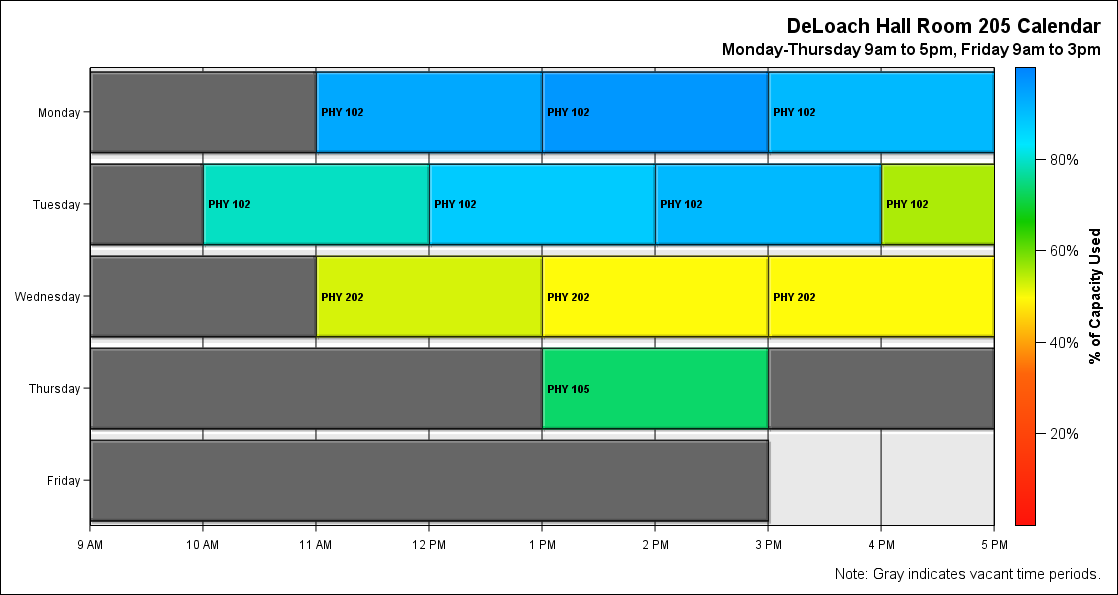 DeLoach Hall Room 205 Calendar
Monday-Thursday 9am to 5pm, Friday 9am to 3pm
Monday
PHY 102
PHY 102
PHY 102
Tuesday
PHY 102
PHY 102
PHY 102
PHY 102
Wednesday
PHY 202
PHY 202
PHY 202
Thursday
PHY 105
Friday
9 AM
10 AM
11 AM
12 PM
1 PM
2 PM
3 PM
4 PM
5 PM
80%
60%
40%
20%
% of Capacity Used
Note: Gray indicates vacant time periods.